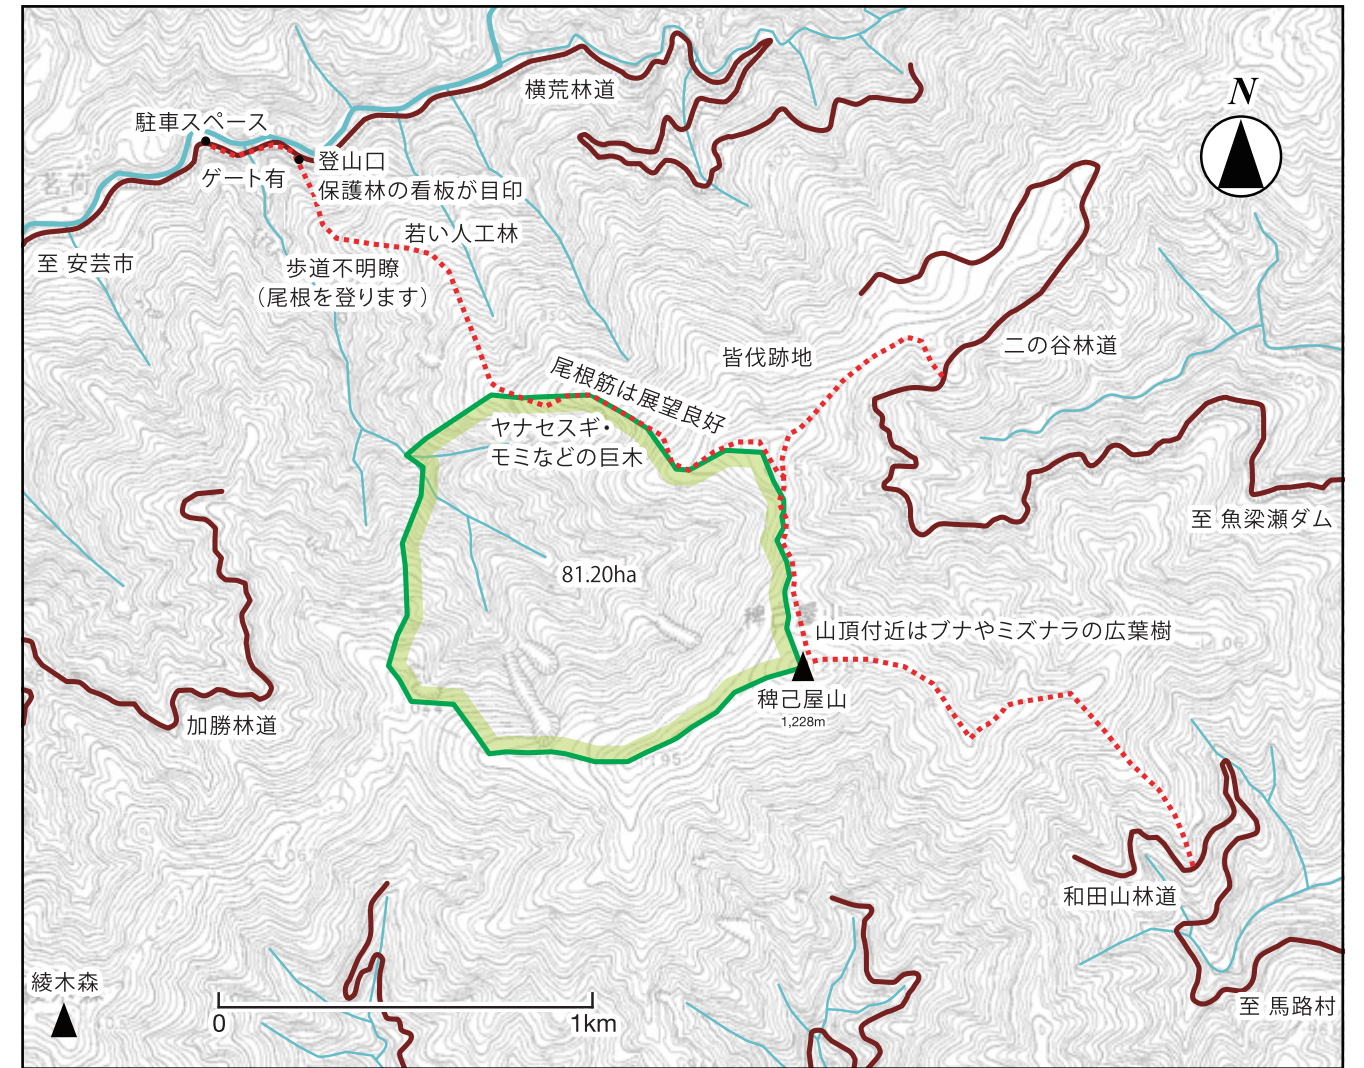 N
横荒林道
駐車スペース
ゲート有
登山口
保護林の看板が目印
若い人工林
至 安芸市
歩道不明瞭
（尾根を登ります）
尾根筋は展望良好
皆伐跡地
二の谷林道
ヤナセスギ・
モミなどの巨木
至 魚梁瀬ダム
81.20ha
山頂付近はブナやミズナラの広葉樹
稗己屋山
1,228m
加勝林道
和田山林道
綾木森
0
1km
至 馬路村